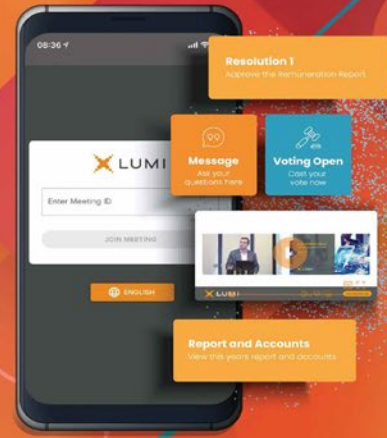 08:36
Resolution 1
Approve the Remuneration Report
LUMI
Message
Ask your
questions here
Voting Open
Cast your
vote now
Enter Meeting ID
JOIN MEETING
ENGLISH
LUMI
Report and Accounts
View this years report and accounts